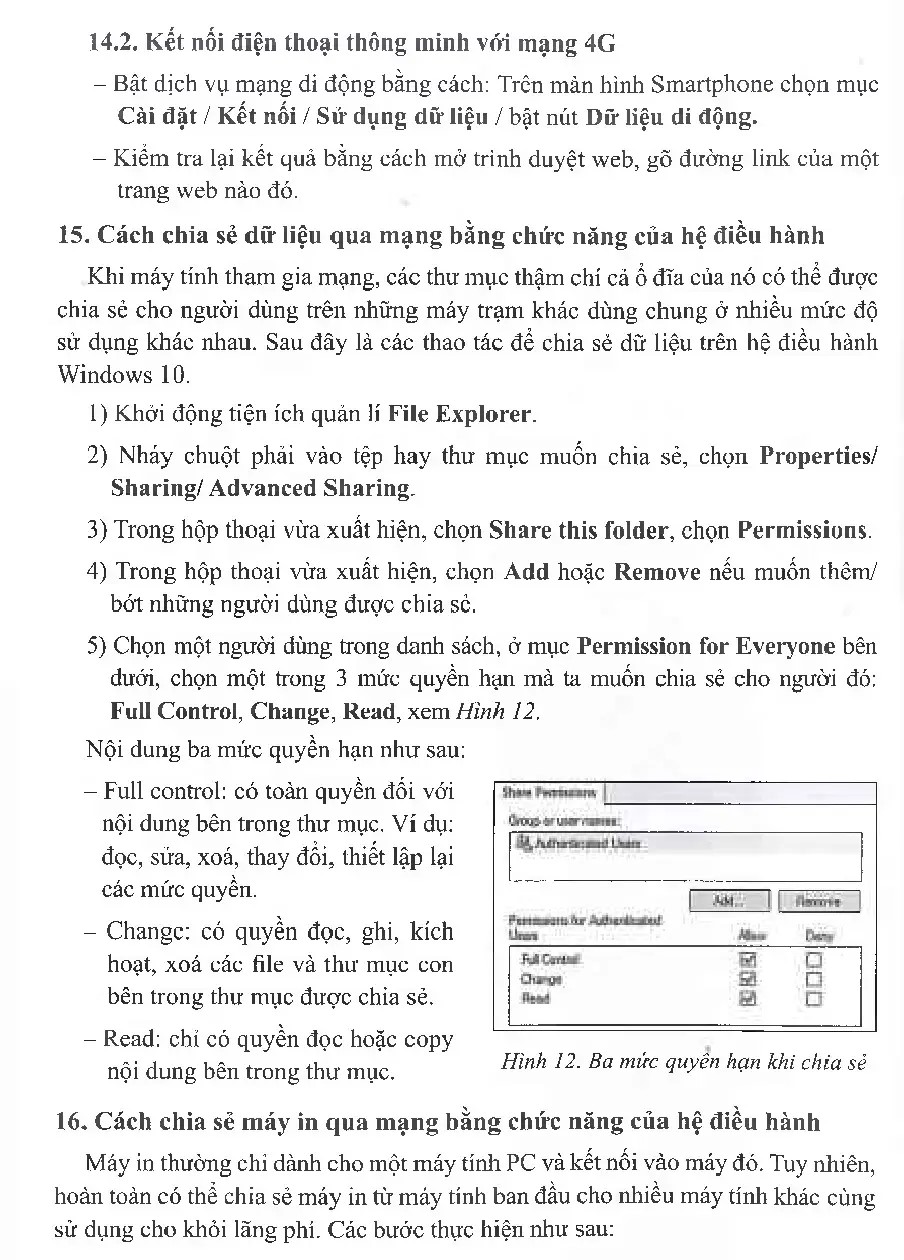 14.2. Kết nối điện thoại thông minh với mạng 4G
– Bật dịch vụ mạng di động bằng cách: Trên màn hình Smartphone chọn mục
Cài đặt / Kết nối / Sử dụng dữ liệu / bật nút Dữ liệu di động.
– Kiểm tra lại kết quả bằng cách mở trình duyệt web, gõ đường link của một
trang web nào đó.
15. Cách chia sẻ dữ liệu qua mạng bằng chức năng của hệ điều hành
Khi máy tính tham gia mạng, các thư mục thậm chí cả ổ đĩa của nó có thể được
chia sẻ cho người dùng trên những máy trạm khác dùng chung ở nhiều mức độ
sử dụng khác nhau. Sau đây là các thao tác để chia sẻ dữ liệu trên hệ điều hành
Windows 10.
1) Khởi động tiện ích quản lí File Explorer.
2) Nháy chuột phải vào tệp hay thư mục muốn chia sẻ, chọn Properties/
Sharing/ Advanced Sharing.
3) Trong hộp thoại vừa xuất hiện, chọn Share this folder, chọn Permissions.
4) Trong hộp thoại vừa xuất hiện, chọn Add hoặc Remove nếu muốn thêm/
bớt những người dùng được chia sẻ.
5) Chọn một người dùng trong danh sách, ở mục Permission for Everyone bên
dưới, chọn một trong 3 mức quyền hạn mà ta muốn chia sẻ cho người đó:
Full Control, Change, Read, xem Hình 12.
Nội dung ba mức quyền hạn như sau:
– Full control: có toàn quyền đối với
nội dung bên trong thư mục. Ví dụ:
đọc, sửa, xoá, thay đổi, thiết lập lại
các mức quyền.
– Change: có quyền đọc, ghi, kích
hoạt, xoá các file và thư mục con
bên trong thư mục được chia sẻ.
– Read: chỉ có quyền đọc hoặc copy
nội dung bên trong thư mục.
Share Permissions
Group or user names:
Authenticated Users
Add... Remove
Permissions for Authenticated
Users Allow Deny
Full Control
Change
Read
Hình 12. Ba mức quyền hạn khi chia sẻ
16. Cách chia sẻ máy in qua mạng bằng chức năng của hệ điều hành
Máy in thường chỉ dành cho một máy tính PC và kết nối vào máy đó. Tuy nhiên,
hoàn toàn có thể chia sẻ máy in từ máy tính ban đầu cho nhiều máy tính khác cùng
sử dụng cho khỏi lãng phí. Các bước thực hiện như sau: